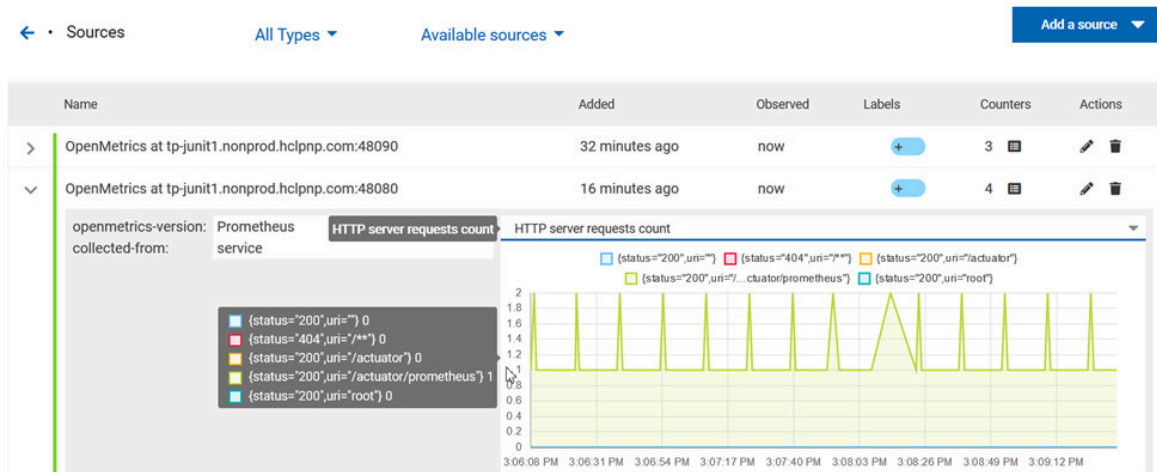 Sources All Types Available sources Add a source
Name Added Observed Labels Counters Actions
OpenMetrics at tp-junit1.nonprod.hclpnp.com:48090 32 minutes ago now + 3
OpenMetrics at tp-junit1.nonprod.hclpnp.com:48080 16 minutes ago now + 4
openmetrics-version: Prometheus HTTP server requests count HTTP server requests count
collected-from: service
{status="200",uri=""} {status="404",uri="/**"} {status="200",uri="/actuator"}
{status="200",uri="/...ctuator/prometheus"} {status="200",uri="root"}
2
1.8
1.6
1.4
1.2
1
0.8
0.6
0.4
0.2
0
{status="200",uri=""} 0
{status="404",uri="/**"} 0
{status="200",uri="/actuator"} 0
{status="200",uri="/actuator/prometheus"} 1
{status="200",uri="root"} 0
3:06:08 PM 3:06:31 PM 3:06:54 PM 3:07:17 PM 3:07:40 PM 3:08:03 PM 3:08:26 PM 3:08:49 PM 3:09:12 PM